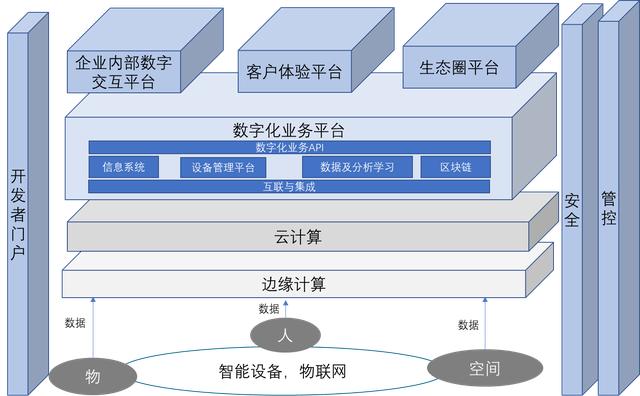 企业内部数字
交互平台
客户体验平台
生态圈平台
数字化业务平台
数字化业务API
信息系统
设备管理平台
数据及分析学习
区块链
互联与集成
开发者门户
安全
管控
云计算
边缘计算
数据
数据
数据
人
物
智能设备，物联网
空间